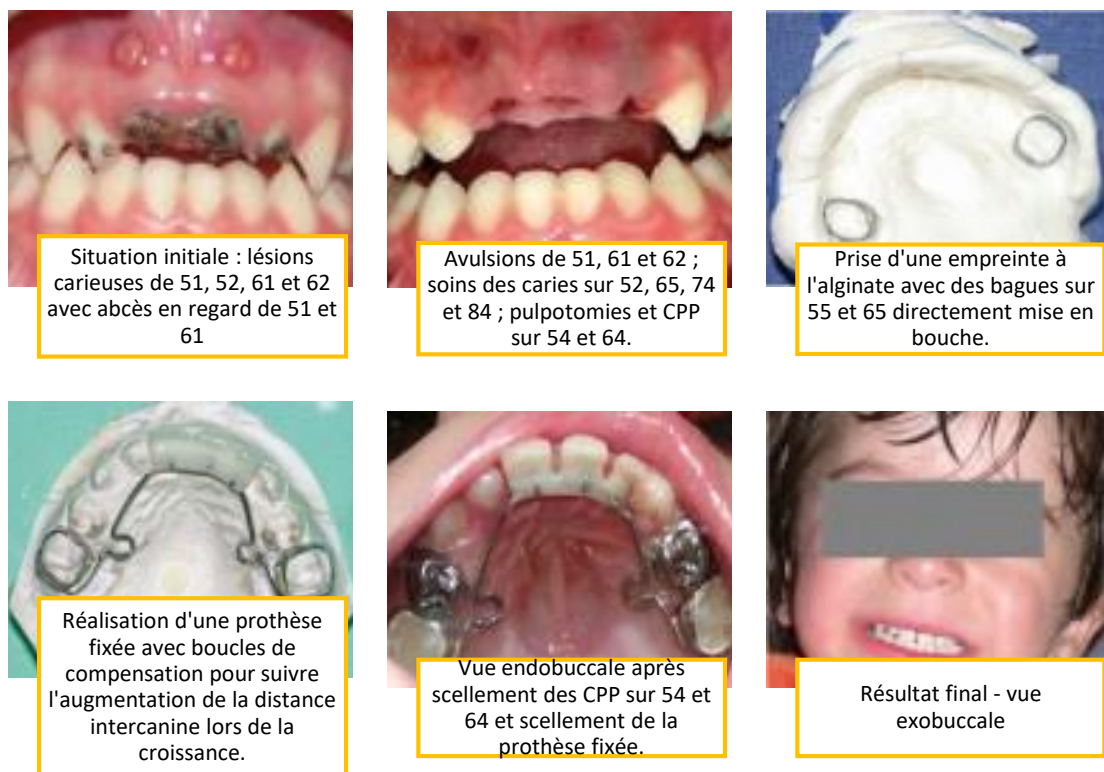 Situation initiale : lésions
carieuses de 51, 52, 61 et 62
avec abcès en regard de 51 et
61
Avulsions de 51, 61 et 62 ;
soins des caries sur 52, 65, 74
et 84 ; pulpotomies et CPP
sur 54 et 64.
Prise d'une empreinte à
l'alginate avec des bagues sur
55 et 65 directement mise en
bouche.
Réalisation d'une prothèse
fixée avec boucles de
compensation pour suivre
l'augmentation de la distance
intercanine lors de la
croissance.
Vue endobuccale après
scellement des CPP sur 54 et
64 et scellement de la
prothèse fixée.
Résultat final - vue
exobuccale